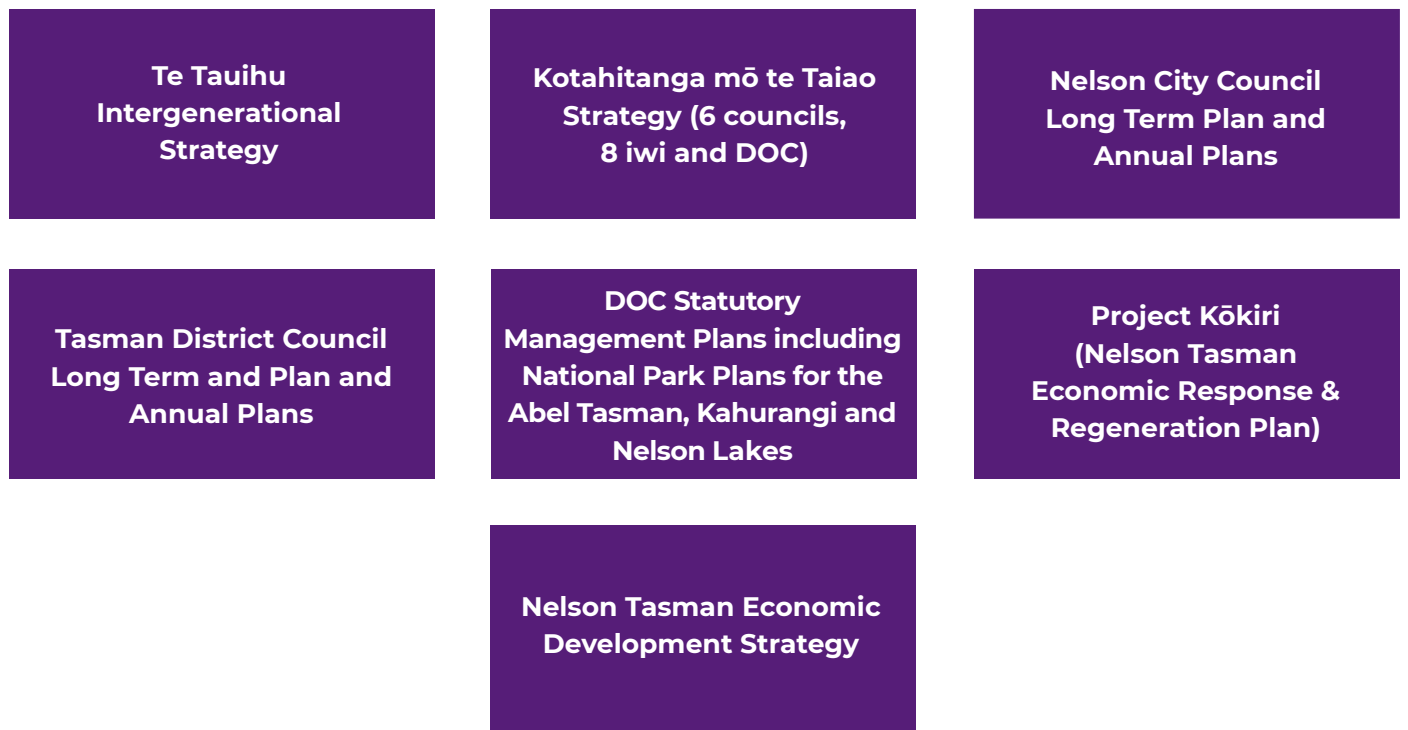 Te Tauihu
Intergenerational
Strategy
Kotahitanga mō te Taiao
Strategy (6 councils,
8 iwi and DOC)
Nelson City Council
Long Term Plan and
Annual Plans
Tasman District Council
Long Term and Plan and
Annual Plans
DOC Statutory
Management Plans including
National Park Plans for the
Abel Tasman, Kahurangi and
Nelson Lakes
Project Kōkiri
(Nelson Tasman
Economic Response &
Regeneration Plan)
Nelson Tasman Economic
Development Strategy